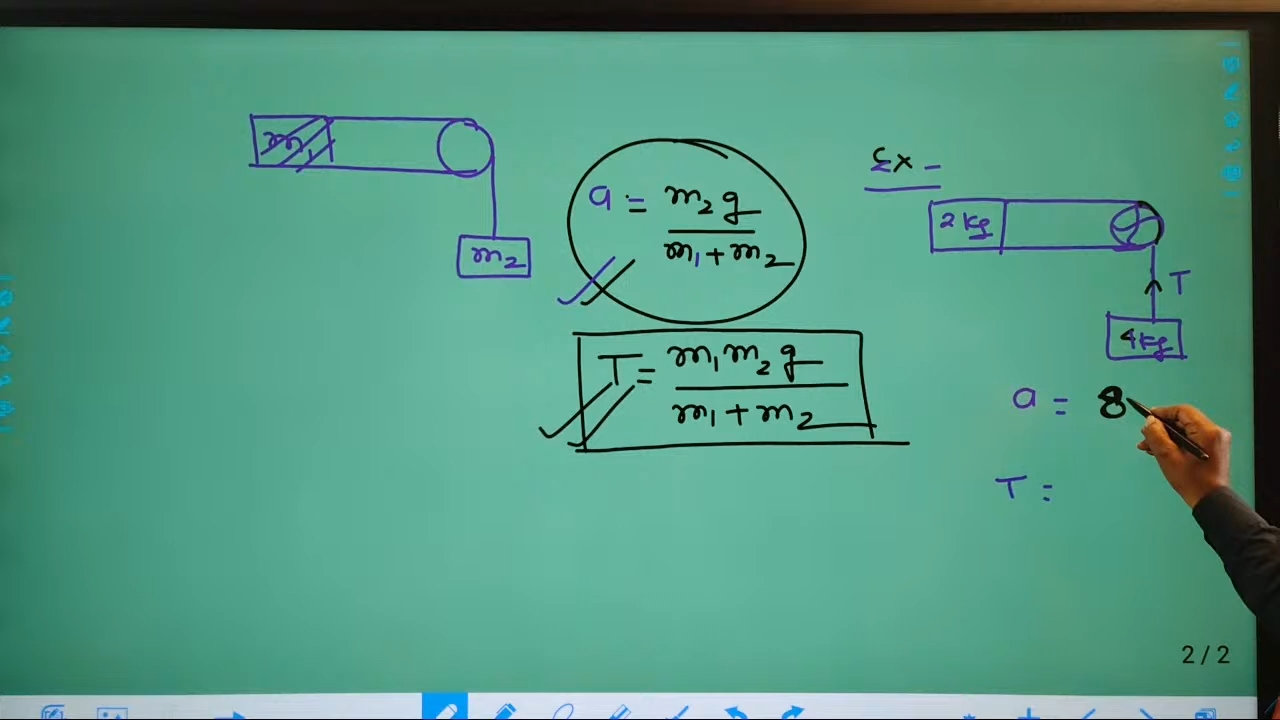 m₁
m₂
a = m₂g / m₁+m₂
T = m₁m₂g / m₁+m₂
Ex -
2 kg
T
4 kg
a = 8
T =
2 / 2